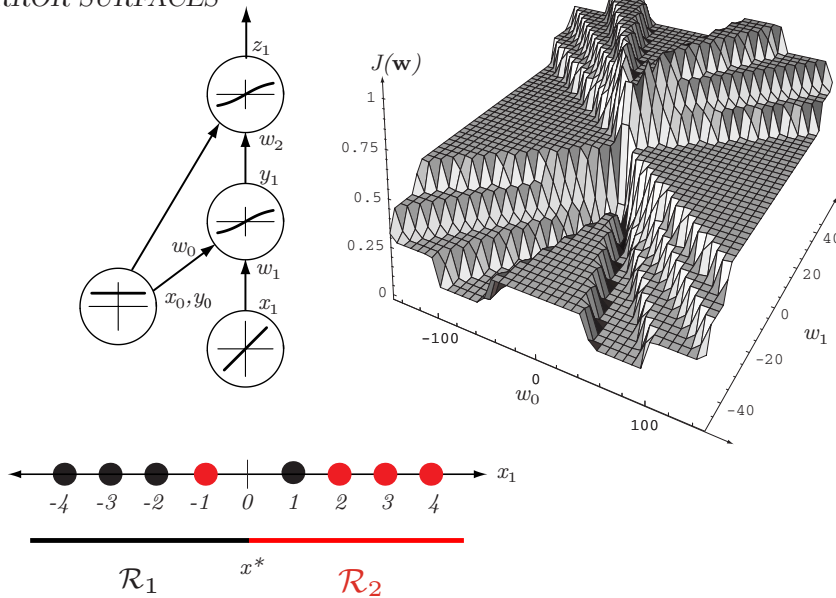 z₁
w₂
y₁
w₀
w₁
x₀, y₀
x₁
J(w)
1
0.75
0.5
0.25
0
-100
0
100
w₀
-40
-20
0
20
40
w₁
-4 -3 -2 -1 0 1 2 3 4
x₁
x*
R₁
R₂